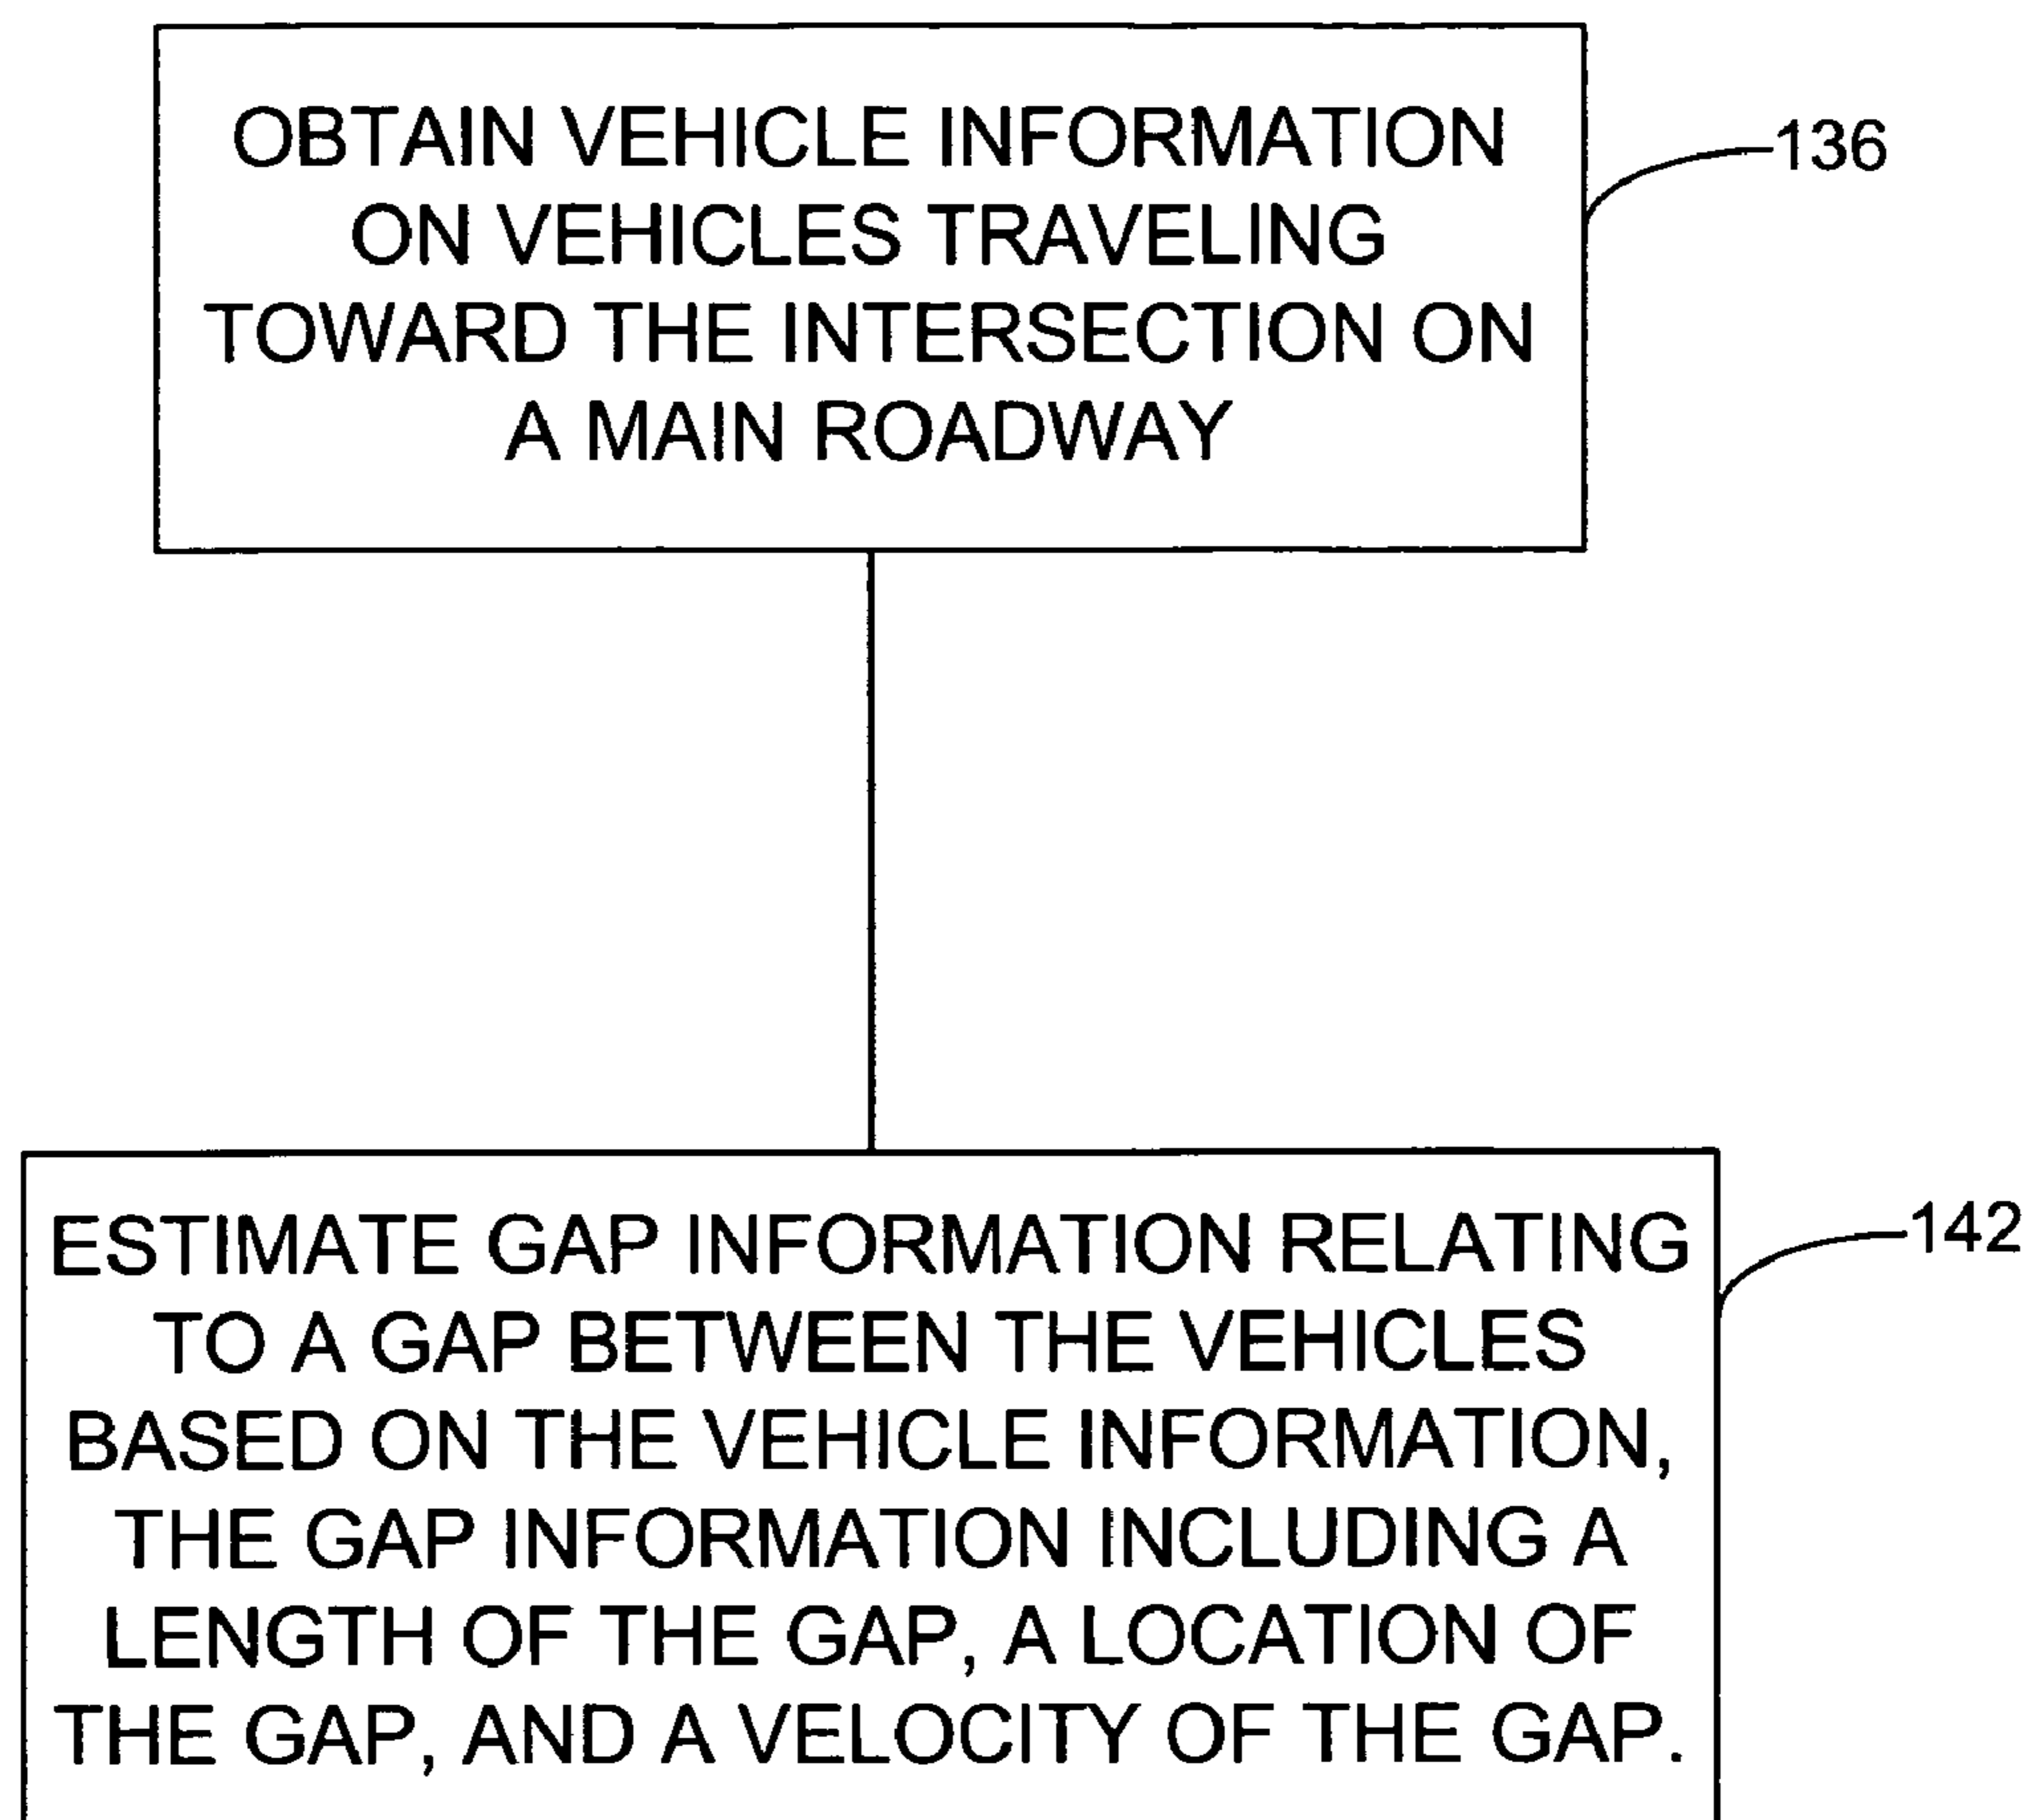 OBTAIN VEHICLE INFORMATION
ON VEHICLES TRAVELING
TOWARD THE INTERSECTION ON
A MAIN ROADWAY
136
ESTIMATE GAP INFORMATION RELATING
TO A GAP BETWEEN THE VEHICLES
BASED ON THE VEHICLE INFORMATION,
THE GAP INFORMATION INCLUDING A
LENGTH OF THE GAP, A LOCATION OF
THE GAP, AND A VELOCITY OF THE GAP.
142